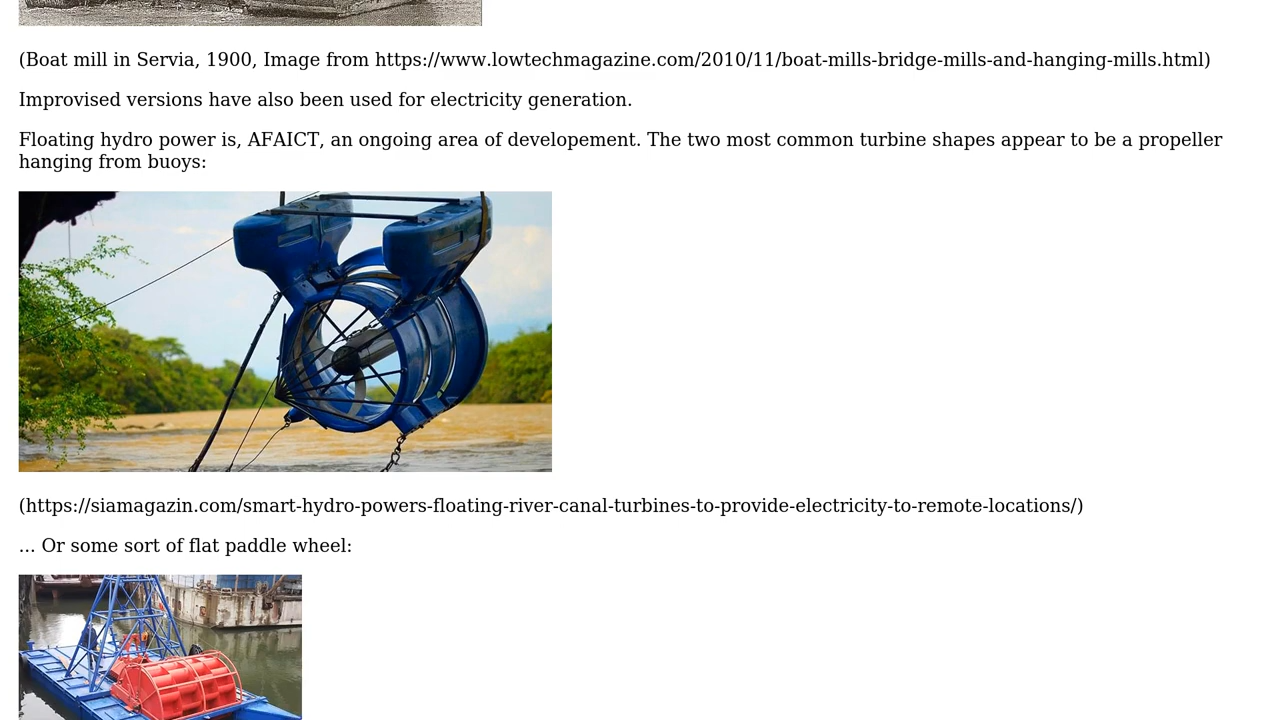 (Boat mill in Servia, 1900, Image from https://www.lowtechmagazine.com/2010/11/boat-mills-bridge-mills-and-hanging-mills.html)
Improvised versions have also been used for electricity generation.
Floating hydro power is, AFAICT, an ongoing area of developement. The two most common turbine shapes appear to be a propeller
hanging from buoys:
(https://siamagazin.com/smart-hydro-powers-floating-river-canal-turbines-to-provide-electricity-to-remote-locations/)
... Or some sort of flat paddle wheel: